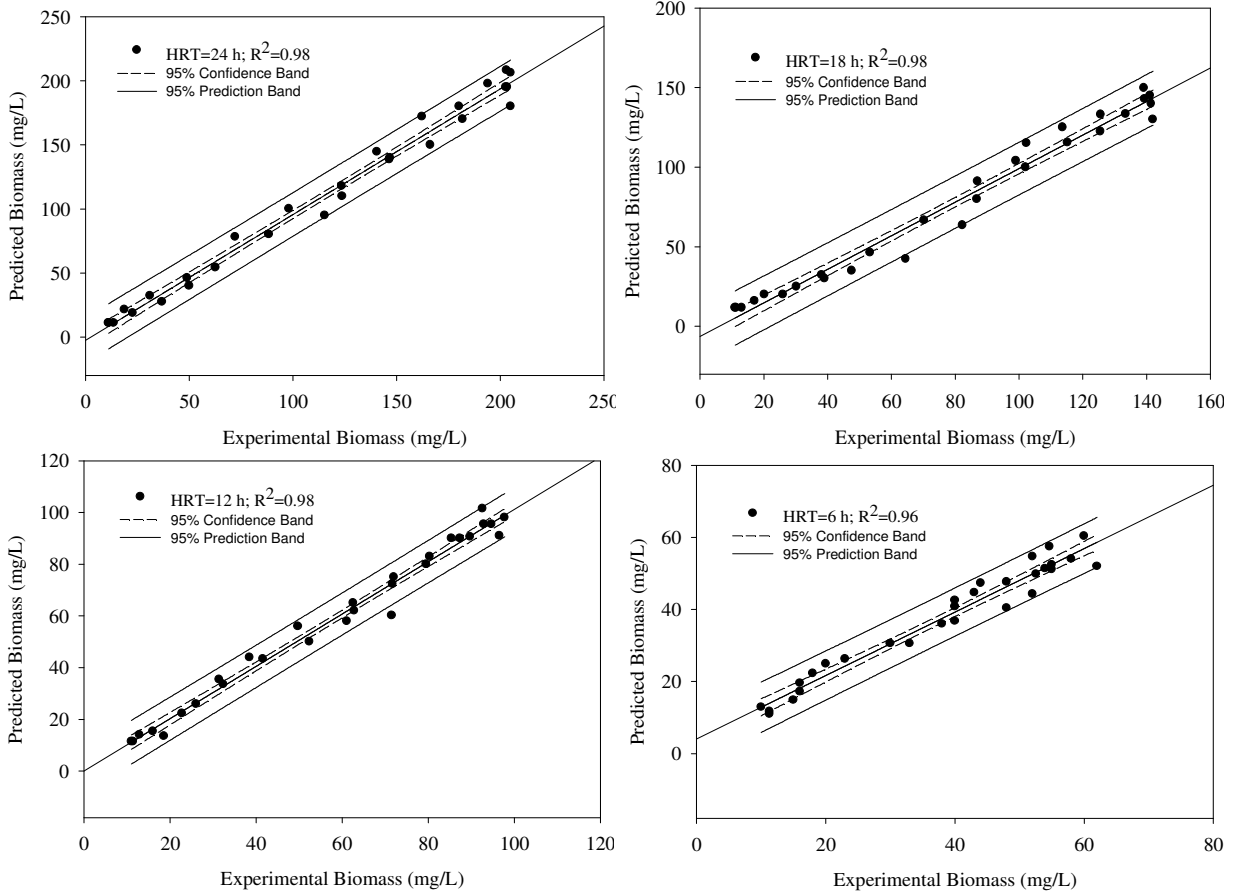 250
200
150
100
50
0
Predicted Biomass (mg/L)
HRT=24 h; R2=0.98
95% Confidence Band
95% Prediction Band
0 50 100 150 200 250
Experimental Biomass (mg/L)
200
150
100
50
0
Predicted Biomass (mg/L)
HRT=18 h; R2=0.98
95% Confidence Band
95% Prediction Band
0 20 40 60 80 100 120 140 160
Experimental Biomass (mg/L)
120
100
80
60
40
20
0
Predicted Biomass (mg/L)
HRT=12 h; R2=0.98
95% Confidence Band
95% Prediction Band
0 20 40 60 80 100 120
Experimental Biomass (mg/L)
80
60
40
20
0
Predicted Biomass (mg/L)
HRT=6 h; R2=0.96
95% Confidence Band
95% Prediction Band
0 20 40 60 80
Experimental Biomass (mg/L)